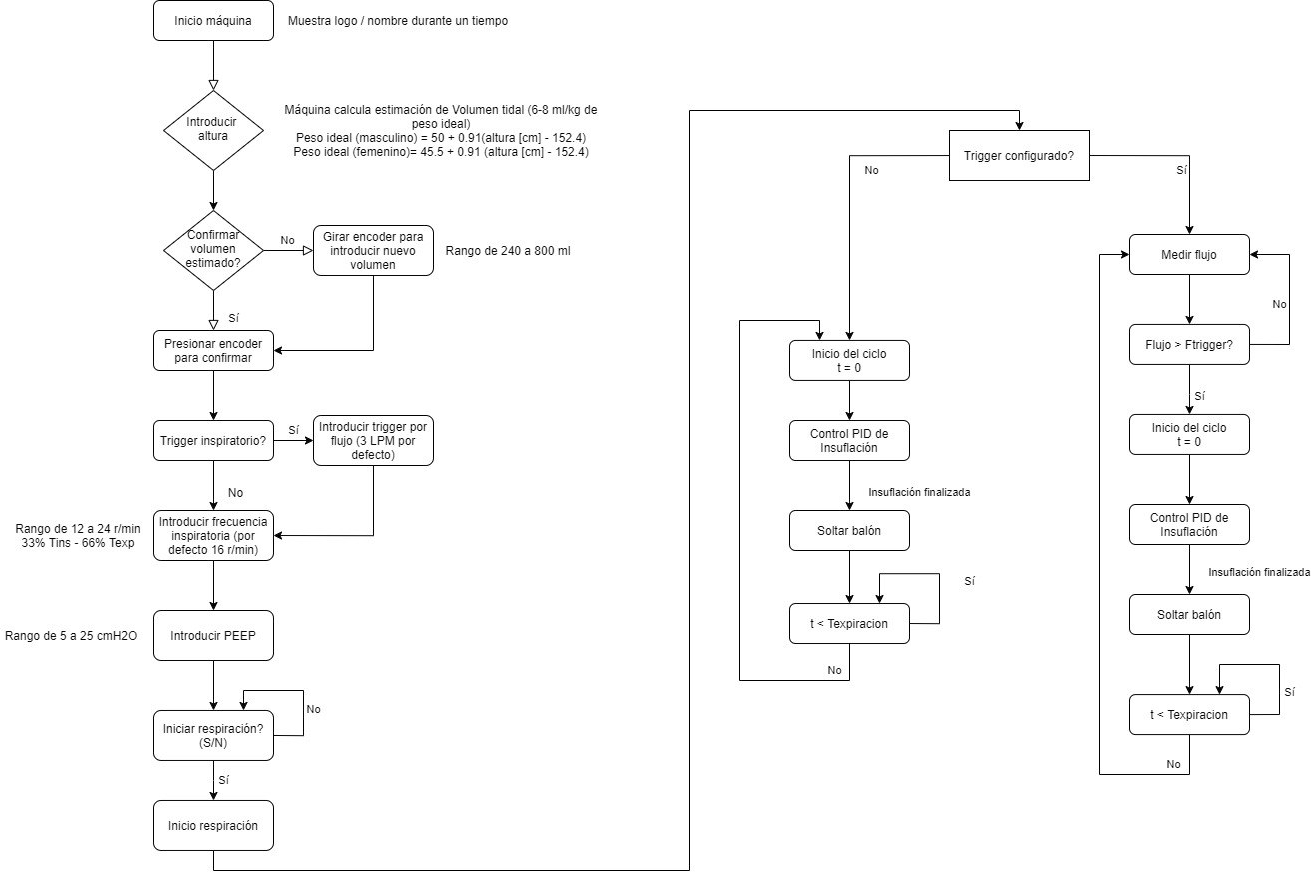 Inicio máquina
Muestra logo / nombre durante un tiempo
Introducir
altura
Máquina calcula estimación de Volumen tidal (6-8 ml/kg de
peso ideal)
Peso ideal (masculino) = 50 + 0.91(altura [cm] - 152.4)
Peso ideal (femenino)= 45.5 + 0.91 (altura [cm] - 152.4)
Confirmar
volumen
estimado?
No
Girar encoder para
introducir nuevo
volumen
Rango de 240 a 800 ml
Sí
Presionar encoder
para confirmar
Trigger inspiratorio?
Sí
Introducir trigger por
flujo (3 LPM por
defecto)
No
Rango de 12 a 24 r/min
33% Tins - 66% Texp
Introducir frecuencia
inspiratoria (por
defecto 16 r/min)
Rango de 5 a 25 cmH2O
Introducir PEEP
Iniciar respiración?
(S/N)
No
Sí
Inicio respiración
Trigger configurado?
No
Sí
Inicio del ciclo
t = 0
Control PID de
Insuflación
Insuflación finalizada
Soltar balón
Sí
t < Texpiracion
No
Medir flujo
No
Flujo > Ftrigger?
Sí
Inicio del ciclo
t = 0
Control PID de
Insuflación
Insuflación finalizada
Soltar balón
Sí
t < Texpiracion
No